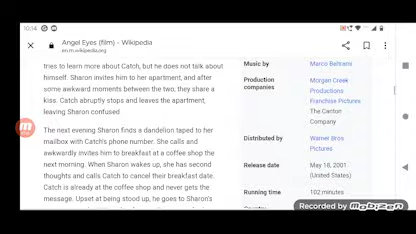 10:14
Angel Eyes (film) - Wikipedia
en.m.wikipedia.org
tries to learn more about Catch, but he does not talk about
himself. Sharon invites him to her apartment, and after
some awkward moments between the two, they share a
kiss. Catch abruptly stops and leaves the apartment,
leaving Sharon confused
The next evening Sharon finds a dandelion taped to her
mailbox with Catch's phone number. She calls and
awkwardly invites him to breakfast at a coffee shop the
next morning. When Sharon wakes up, she has second
thoughts and calls Catch to cancel their breakfast date.
Catch is already at the coffee shop and never gets the
message. Upset at being stood up, he goes to Sharon's
Music by Marco Beltrami
Production Morgan Creek
companies Productions
Franchise Pictures
The Canton
Company
Distributed by Warner Bros.
Pictures
Release date May 18, 2001
(United States)
Running time 102 minutes
Country
Recorded by Mobizen